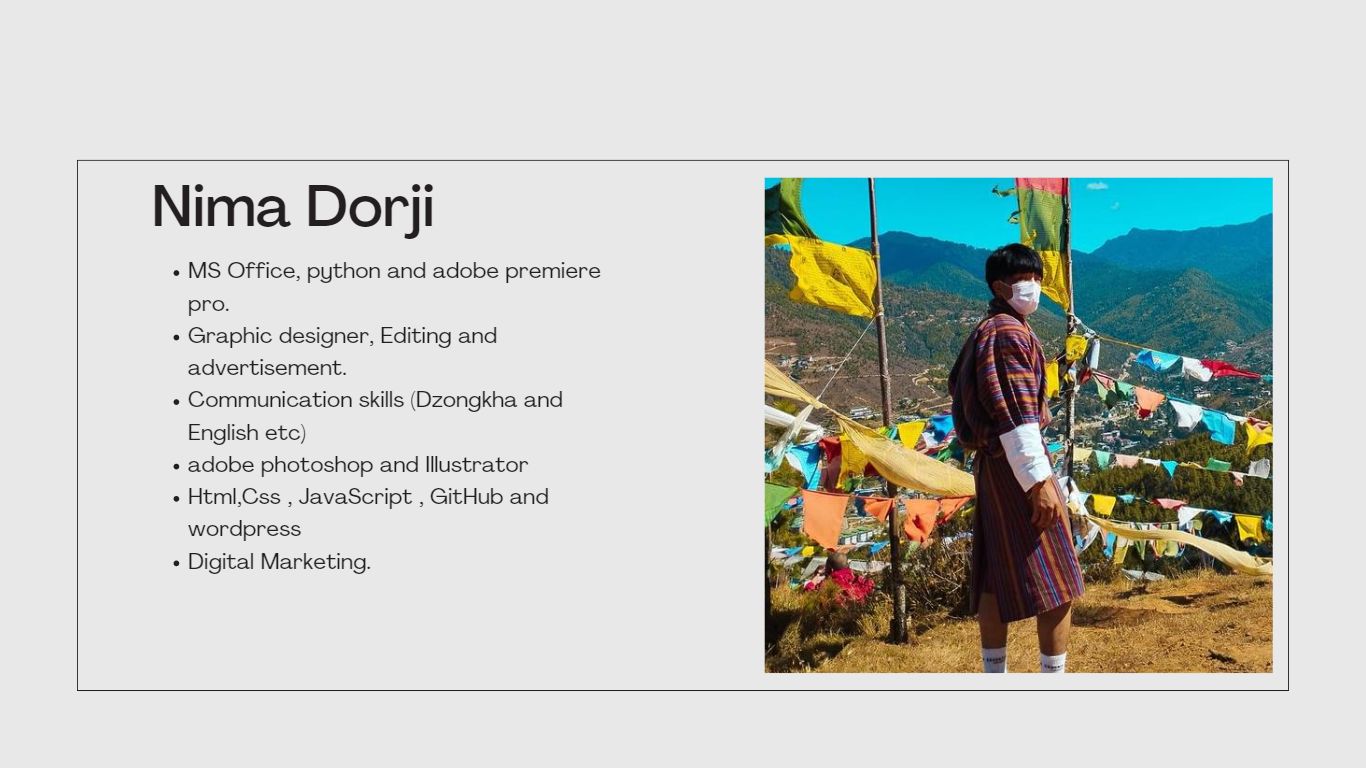 Nima Dorji
• MS Office, python and adobe premiere
pro.
• Graphic designer, Editing and
advertisement.
• Communication skills (Dzongkha and
English etc)
• adobe photoshop and Illustrator
• Html,Css , JavaScript , GitHub and
wordpress
• Digital Marketing.